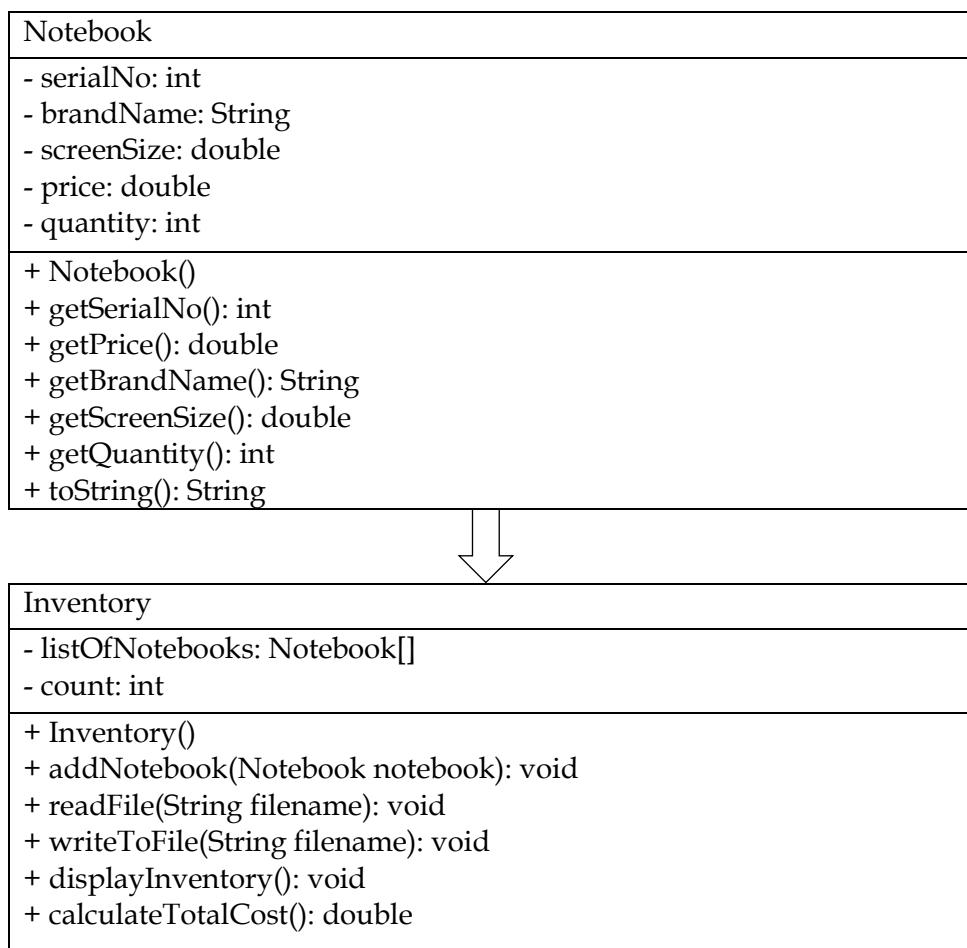 Notebook
- serialNo: int
- brandName: String
- screenSize: double
- price: double
- quantity: int
+ Notebook()
+ getSerialNo(): int
+ getPrice(): double
+ getBrandName(): String
+ getScreenSize(): double
+ getQuantity(): int
+ toString(): String
Inventory
- listOfNotebooks: Notebook[]
- count: int
+ Inventory()
+ addNotebook(Notebook notebook): void
+ readFile(String filename): void
+ writeToFile(String filename): void
+ displayInventory(): void
+ calculateTotalCost(): double